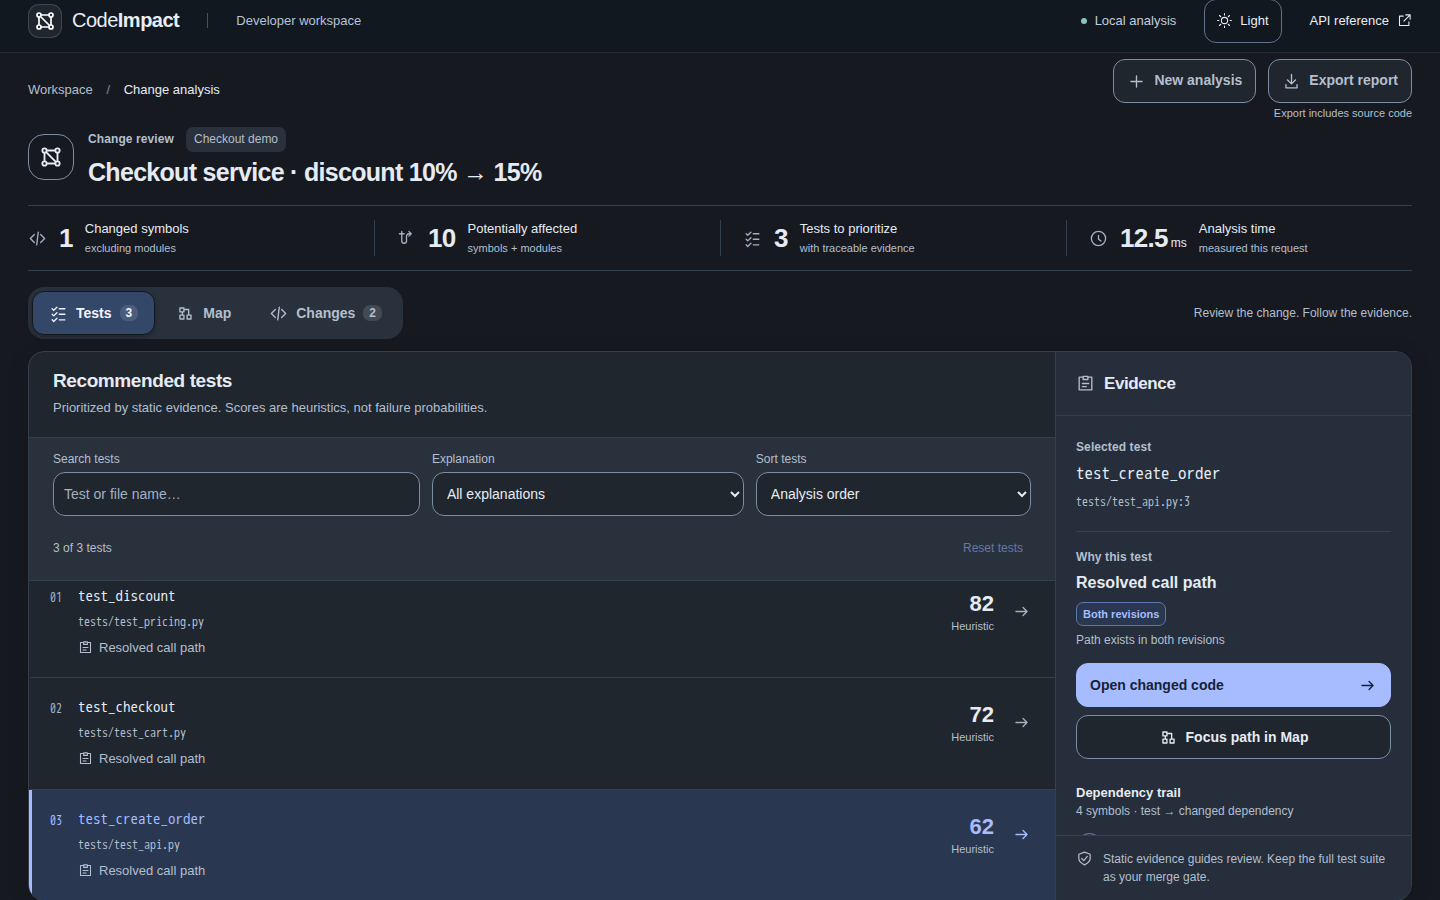 CodeImpact
Developer workspace
Local analysis
Light
API reference
Workspace / Change analysis
New analysis
Export report
Export includes source code
Change review
Checkout demo
Checkout service · discount 10% → 15%
1
Changed symbols
excluding modules
10
Potentially affected
symbols + modules
3
Tests to prioritize
with traceable evidence
12.5 ms
Analysis time
measured this request
Tests 3
Map
Changes 2
Review the change. Follow the evidence.
Recommended tests
Prioritized by static evidence. Scores are heuristics, not failure probabilities.
Search tests
Test or file name…
Explanation
All explanations
Sort tests
Analysis order
3 of 3 tests
Reset tests
01
test_discount
tests/test_pricing.py
Resolved call path
82
Heuristic
02
test_checkout
tests/test_cart.py
Resolved call path
72
Heuristic
03
test_create_order
tests/test_api.py
Resolved call path
62
Heuristic
Evidence
Selected test
test_create_order
tests/test_api.py:3
Why this test
Resolved call path
Both revisions
Path exists in both revisions
Open changed code
Focus path in Map
Dependency trail
4 symbols · test → changed dependency
Static evidence guides review. Keep the full test suite
as your merge gate.